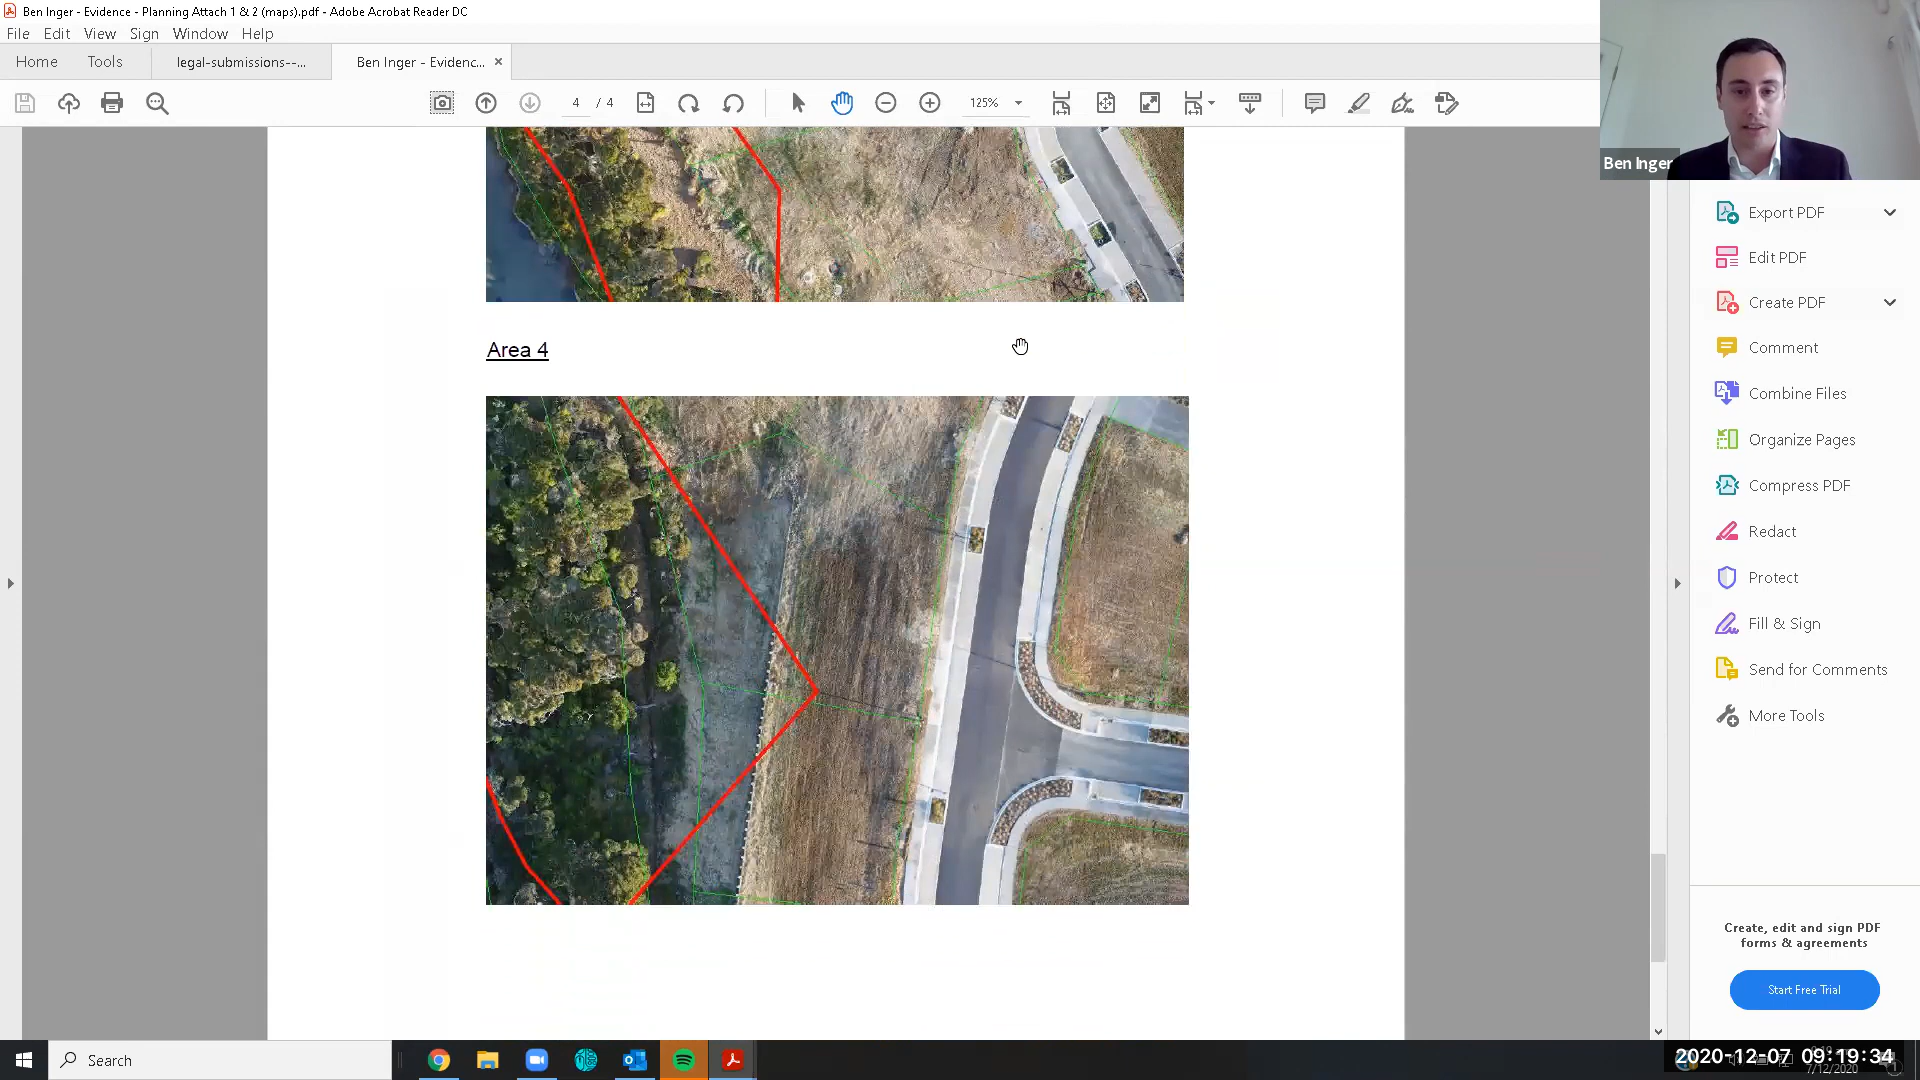 Ben Inger - Evidence - Planning Attach 1 & 2 (maps).pdf - Adobe Acrobat Reader DC
File Edit View Sign Window Help
Home Tools legal-submissions--... Ben Inger - Evidenc...
4 / 4 125%
Ben Inger
Export PDF
Edit PDF
Create PDF
Area 4
Comment
Combine Files
Organize Pages
Compress PDF
Redact
Protect
Fill & Sign
Send for Comments
More Tools
Create, edit and sign PDF
forms & agreements
Start Free Trial
Search
2020-12-07 09:19:34
7/12/2020